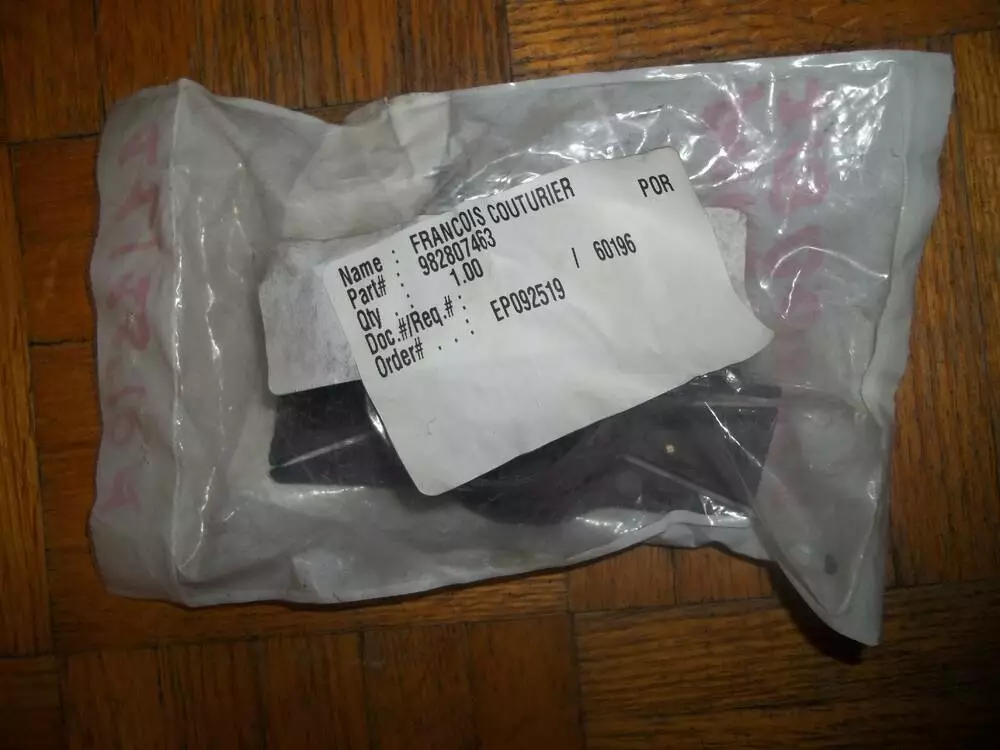 Name : FRANCOIS COUTURIER POR
Part# : 982807463
Qty . : 1.00
Doc.#/Req.# : / 60196
Order# . . : EP092519